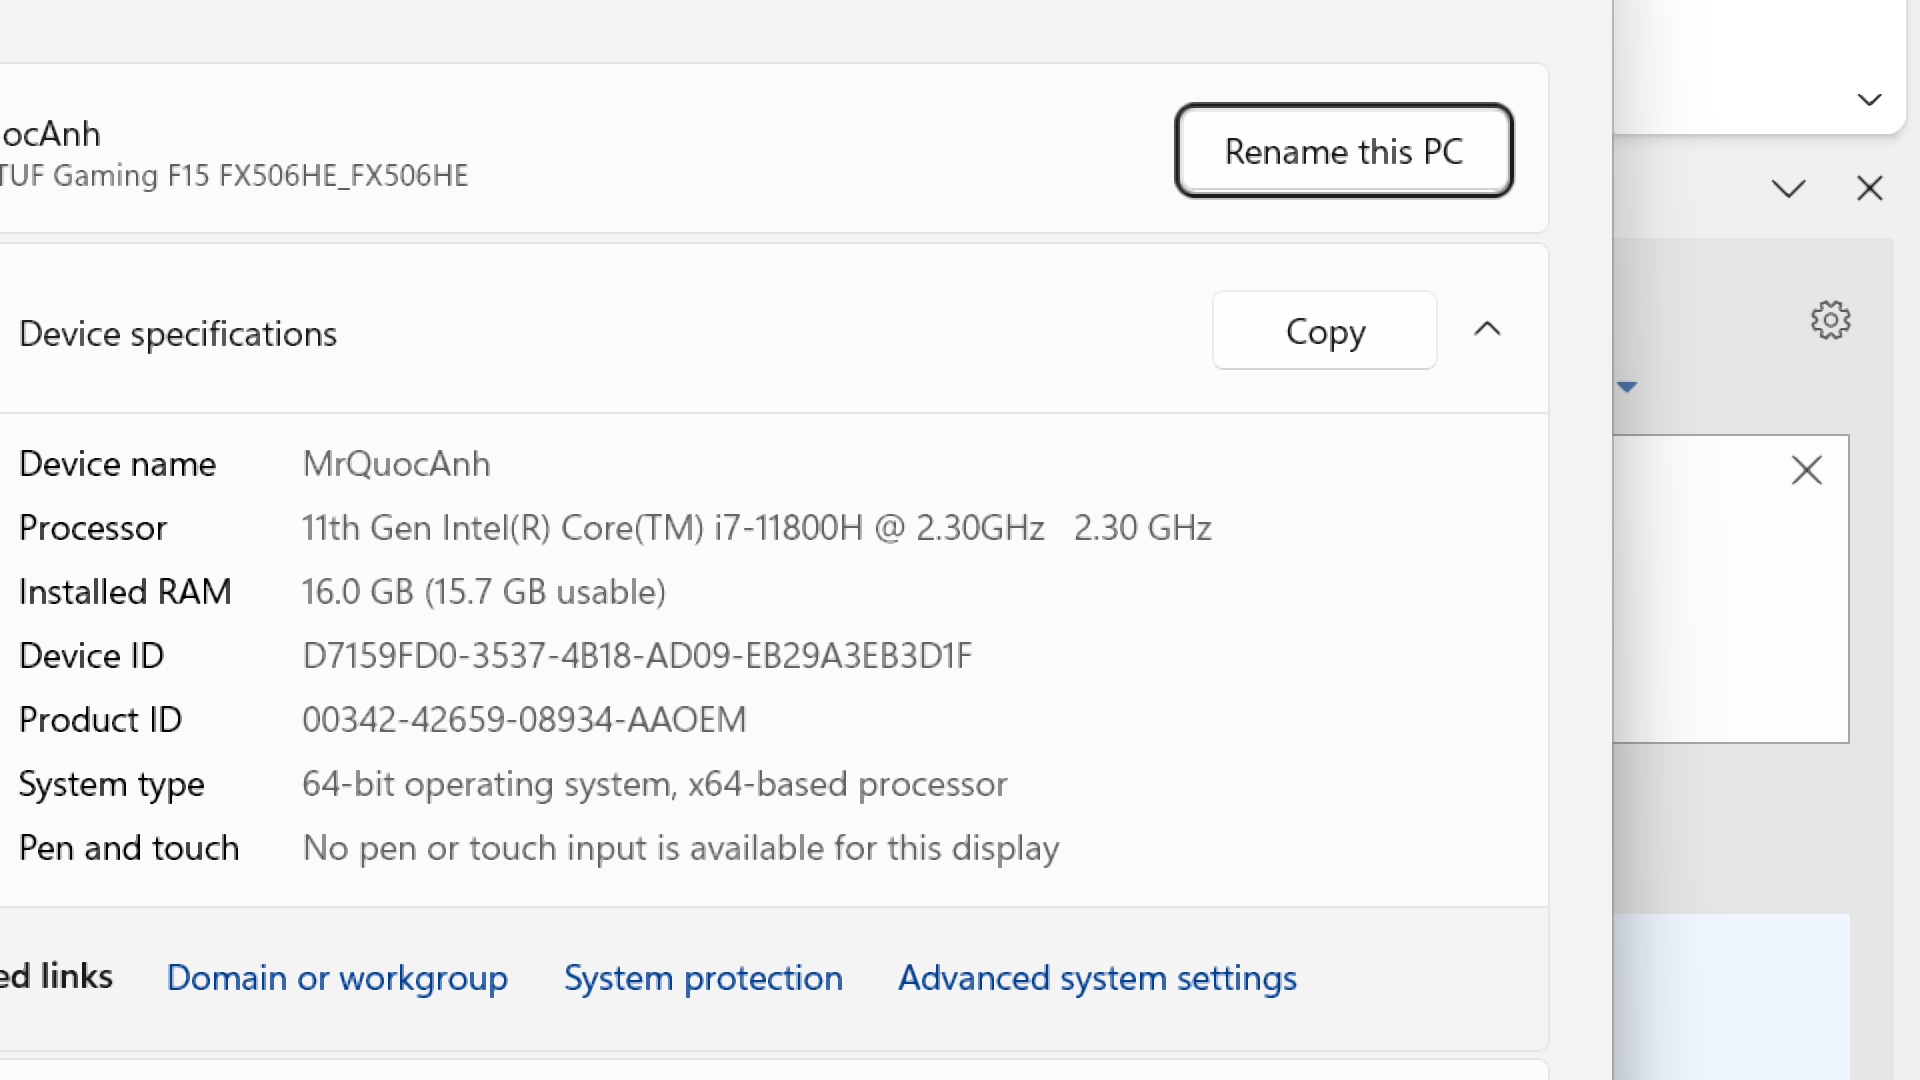 ocAnh
TUF Gaming F15 FX506HE_FX506HE
Rename this PC
Device specifications
Copy
Device name MrQuocAnh
Processor 11th Gen Intel(R) Core(TM) i7-11800H @ 2.30GHz 2.30 GHz
Installed RAM 16.0 GB (15.7 GB usable)
Device ID D7159FD0-3537-4B18-AD09-EB29A3EB3D1F
Product ID 00342-42659-08934-AAOEM
System type 64-bit operating system, x64-based processor
Pen and touch No pen or touch input is available for this display
ed links Domain or workgroup System protection Advanced system settings